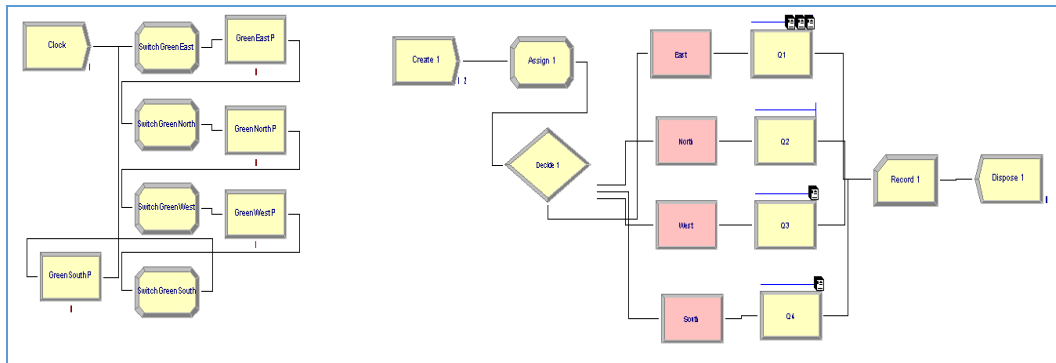 Clock
Switch Green East
Green East P
Switch Green North
Green North P
Switch Green West
Green West P
Green South P
Switch Green South
Create 1
2
Assign 1
Decide 1
East
Q1
North
Q2
West
Q3
South
Q4
Record 1
Dispose 1